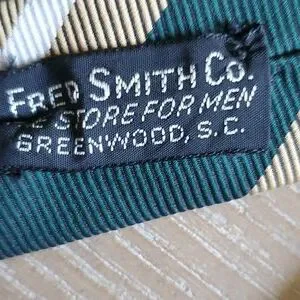 FRED SMITH CO.
STORE FOR MEN
GREENWOOD, S.C.